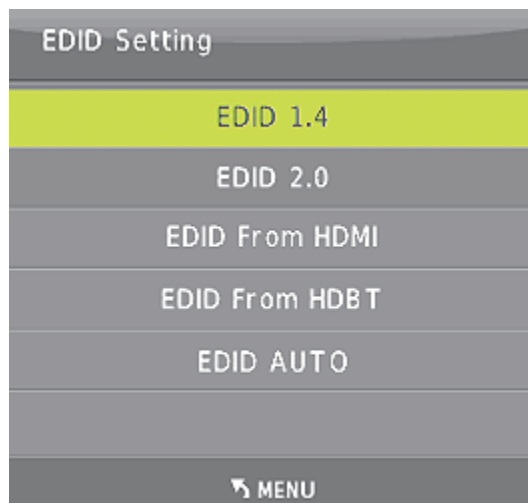 EDID Setting
EDID 1.4
EDID 2.0
EDID From HDMI
EDID From HDBT
EDID AUTO
MENU